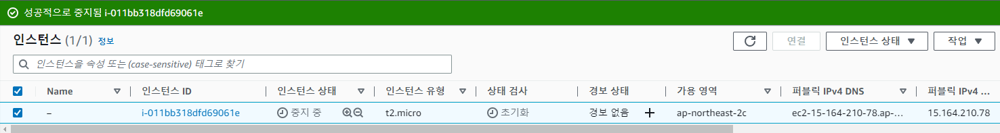 성공적으로 중지됨 i-011bb318dfd69061e
인스턴스 (1/1) 정보
연결
인스턴스 상태
작업
인스턴스을 속성 또는 (case-sensitive) 태그로 찾기
Name 인스턴스 ID 인스턴스 상태 인스턴스 유형 상태 검사 경보 상태 가용 영역 퍼블릭 IPv4 DNS 퍼블릭 IPv4 ...
– i-011bb318dfd69061e 중지 중 t2.micro 초기화 경보 없음 + ap-northeast-2c ec2-15-164-210-78.ap-... 15.164.210.78